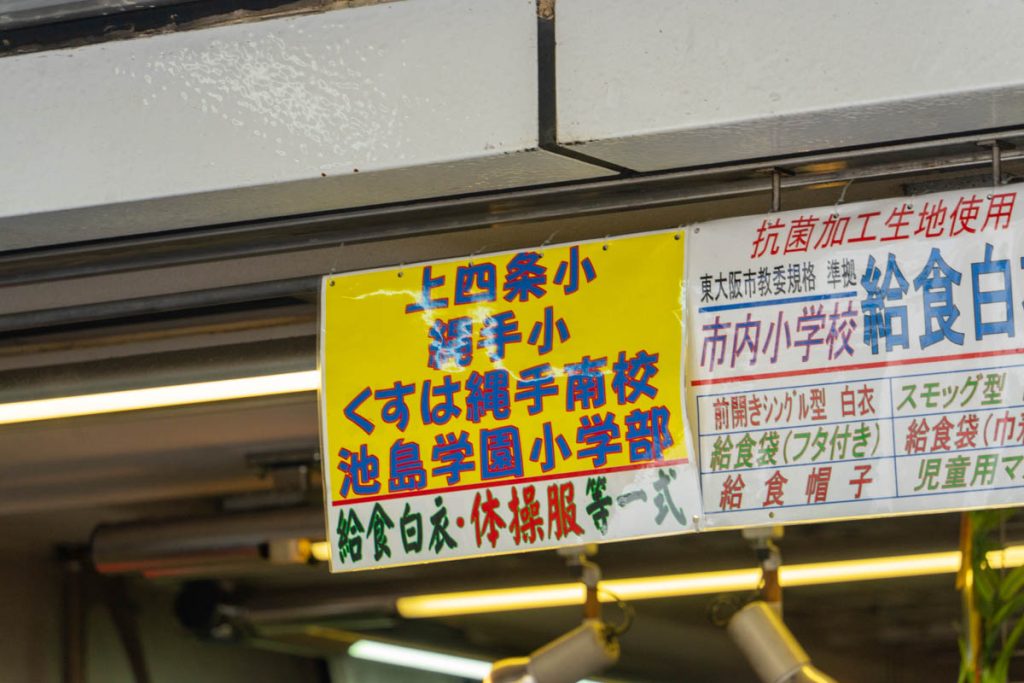 上四条小
縄手小
くすは縄手南校
池島学園小学部
給食白衣・体操服等一式
抗菌加工生地使用
東大阪市教委規格 準拠
市内小学校
給食白
前開きシングル型 白衣
給食袋(フタ付き)
給食帽子
スモッグ型
給食袋(巾
児童用マ